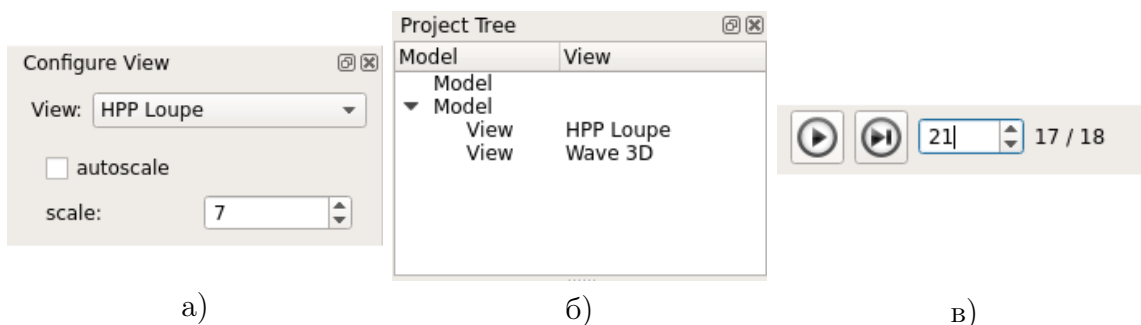 Configure View
View: HPP Loupe
autoscale
scale: 7
а)
Project Tree
Model View
Model
Model
View HPP Loupe
View Wave 3D
б)
21 17 / 18
в)